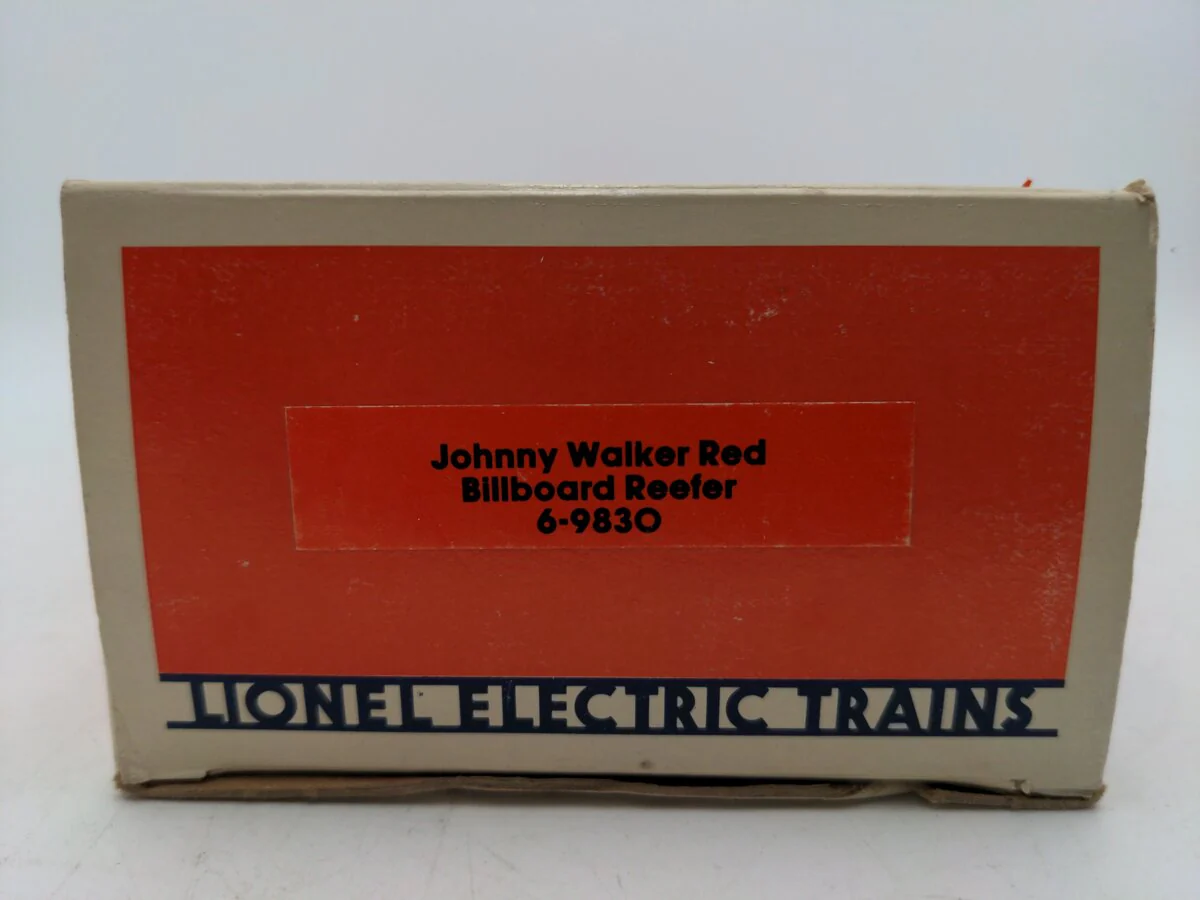 Johnny Walker Red
Billboard Reefer
6-9830
LIONEL ELECTRIC TRAINS